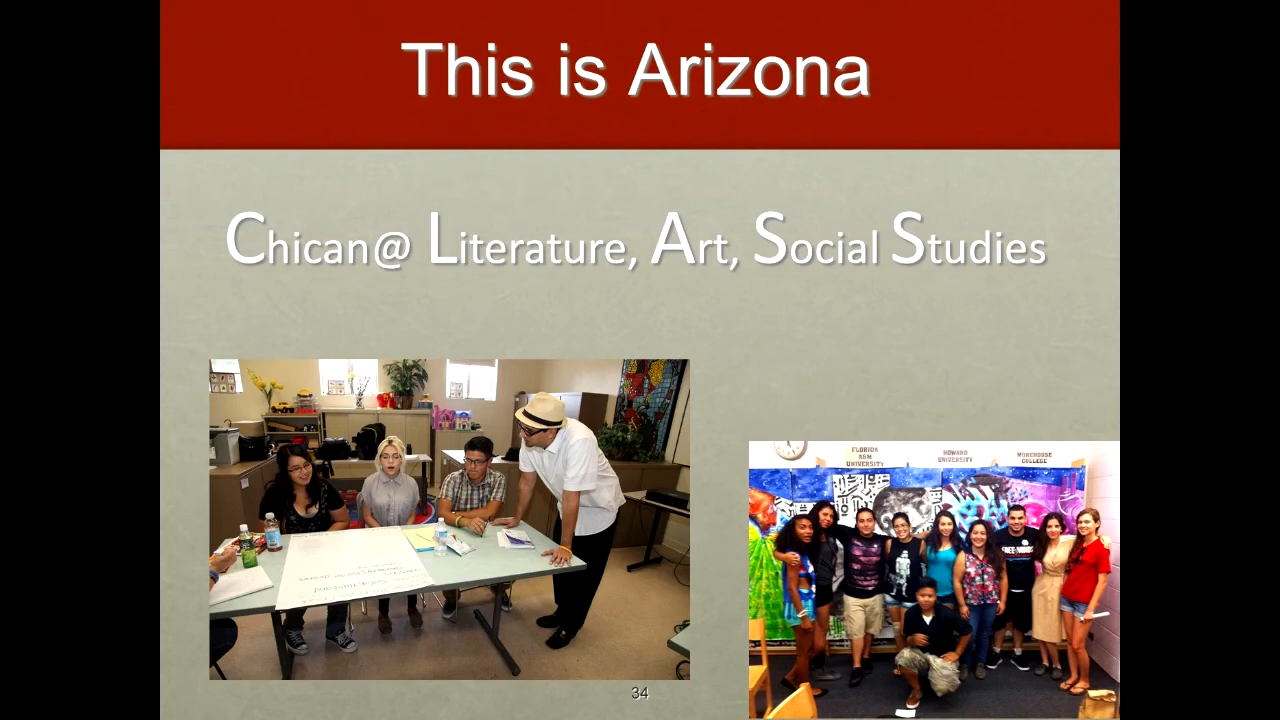 This is Arizona
Chican@ Literature, Art, Social Studies
FLORIDA
A&M
UNIVERSITY
HOWARD
UNIVERSITY
MOREHOUSE
COLLEGE
34